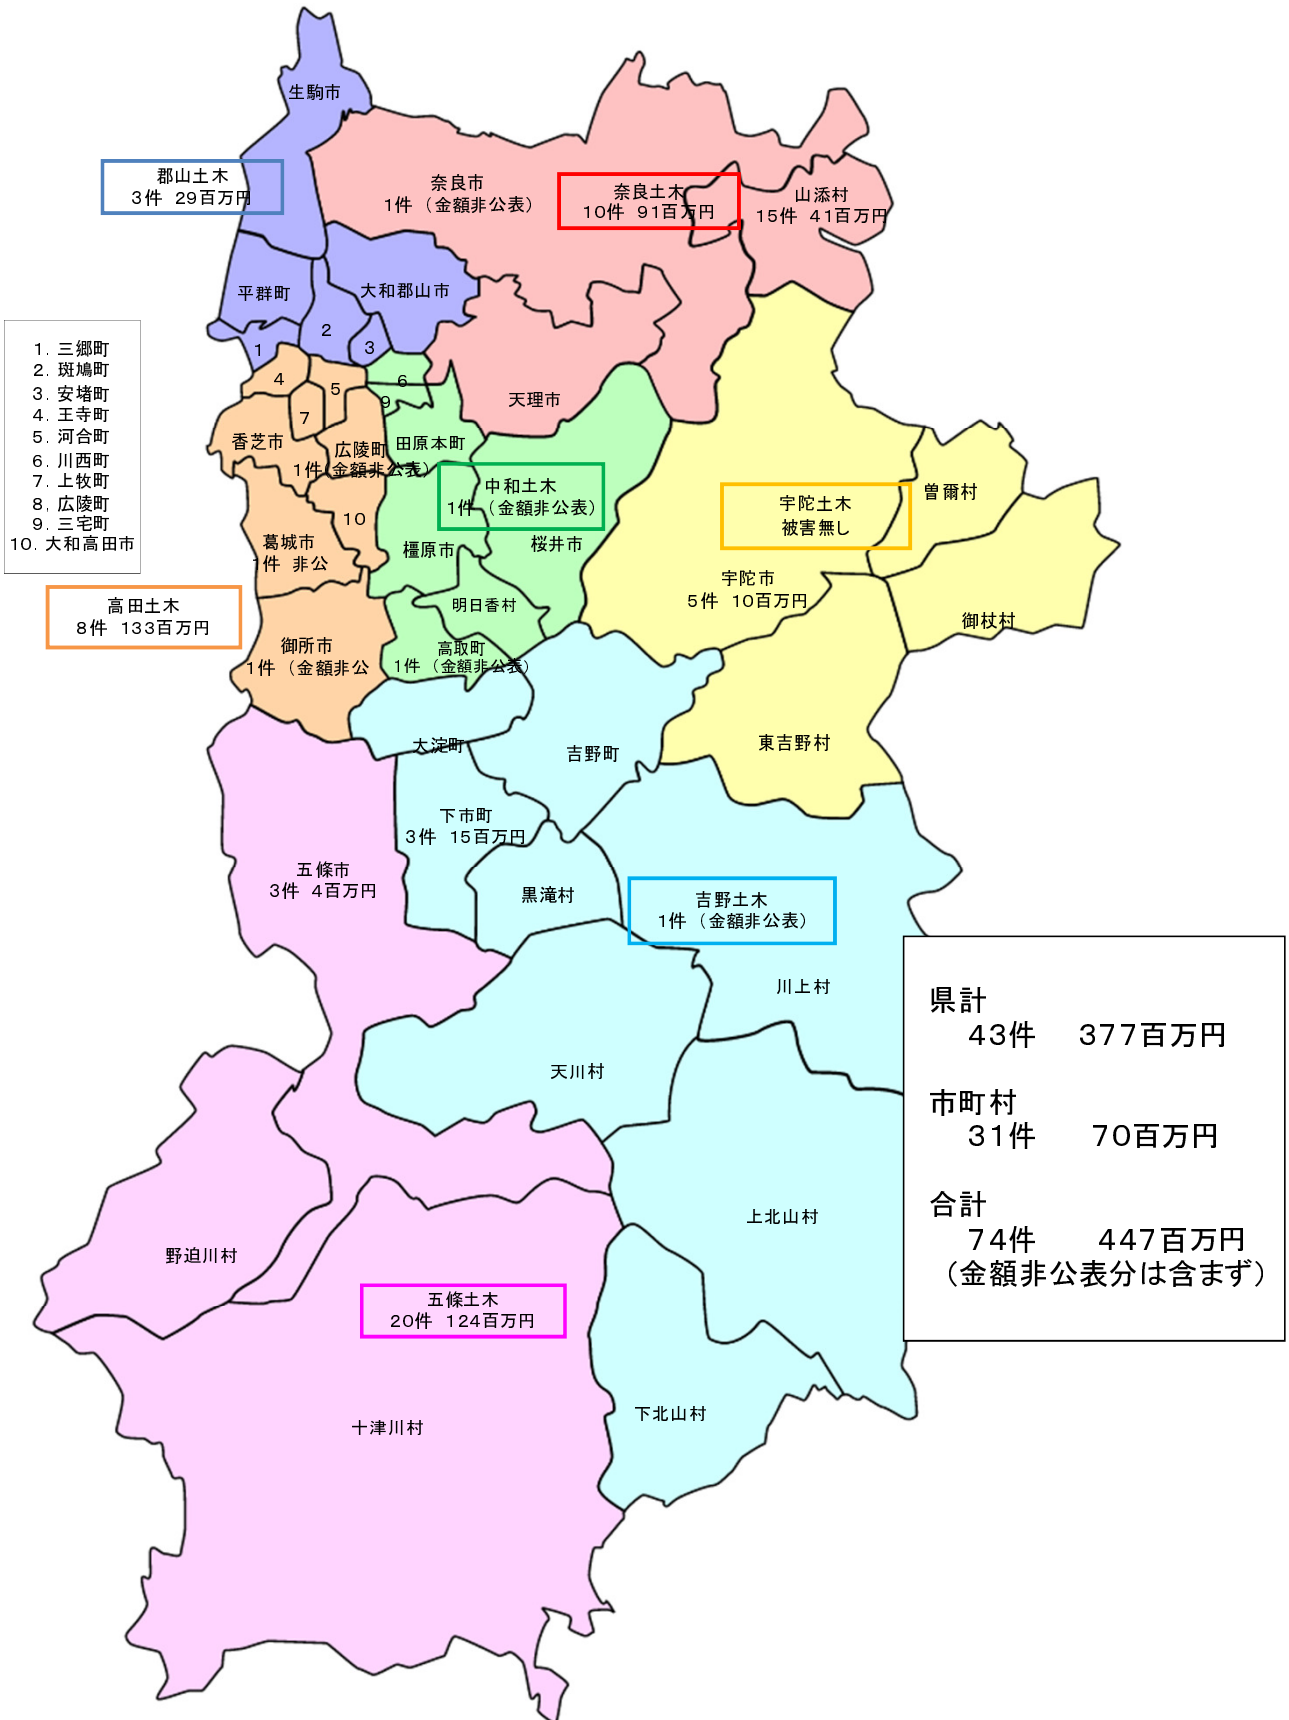 生駒市
郡山土木
3件 29百万円
奈良市
1件（金額非公表）
奈良土木
10件 91百万円
山添村
15件 41百万円
平群町
大和郡山市
1
2
3
1. 三郷町
2. 斑鳩町
3. 安堵町
4. 王寺町
5. 河合町
6. 川西町
7. 上牧町
8. 広陵町
9. 三宅町
10. 大和高田市
4
5
6
7
9
天理市
香芝市
広陵町
1件(金額非公表)
田原本町
中和土木
1件（金額非公表）
宇陀土木
被害無し
曽爾村
10
葛城市
1件 非公
橿原市
桜井市
宇陀市
5件 10百万円
御杖村
高田土木
8件 133百万円
明日香村
御所市
1件（金額非公
高取町
1件（金額非公表）
大淀町
吉野町
東吉野村
下市町
3件 15百万円
五條市
3件 4百万円
黒滝村
吉野土木
1件（金額非公表）
川上村
県計
43件 377百万円
市町村
31件 70百万円
合計
74件 447百万円
（金額非公表分は含まず）
天川村
上北山村
野迫川村
五條土木
20件 124百万円
十津川村
下北山村